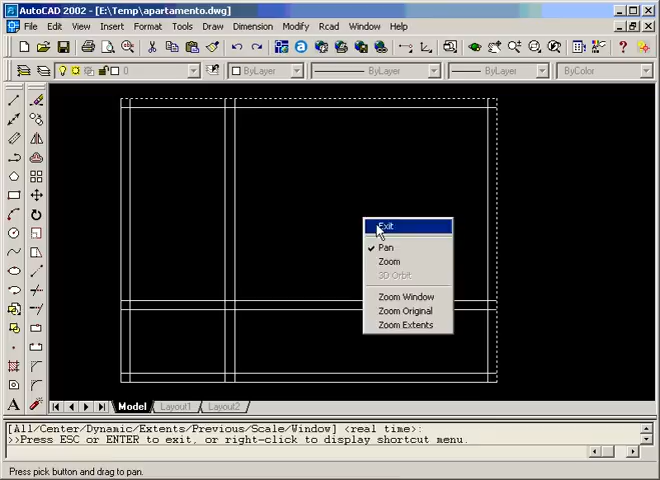 AutoCAD 2002 - [E:\Temp\apartamento.dwg]
File Edit View Insert Format Tools Draw Dimension Modify Rcad Window Help
0 ByLayer ByLayer ByLayer ByColor
Exit
Pan
Zoom
3D Orbit
Zoom Window
Zoom Original
Zoom Extents
Model Layout1 Layout2
[All/Center/Dynamic/Extents/Previous/Scale/Window] <real time>:
>>Press ESC or ENTER to exit, or right-click to display shortcut menu.
Press pick button and drag to pan.